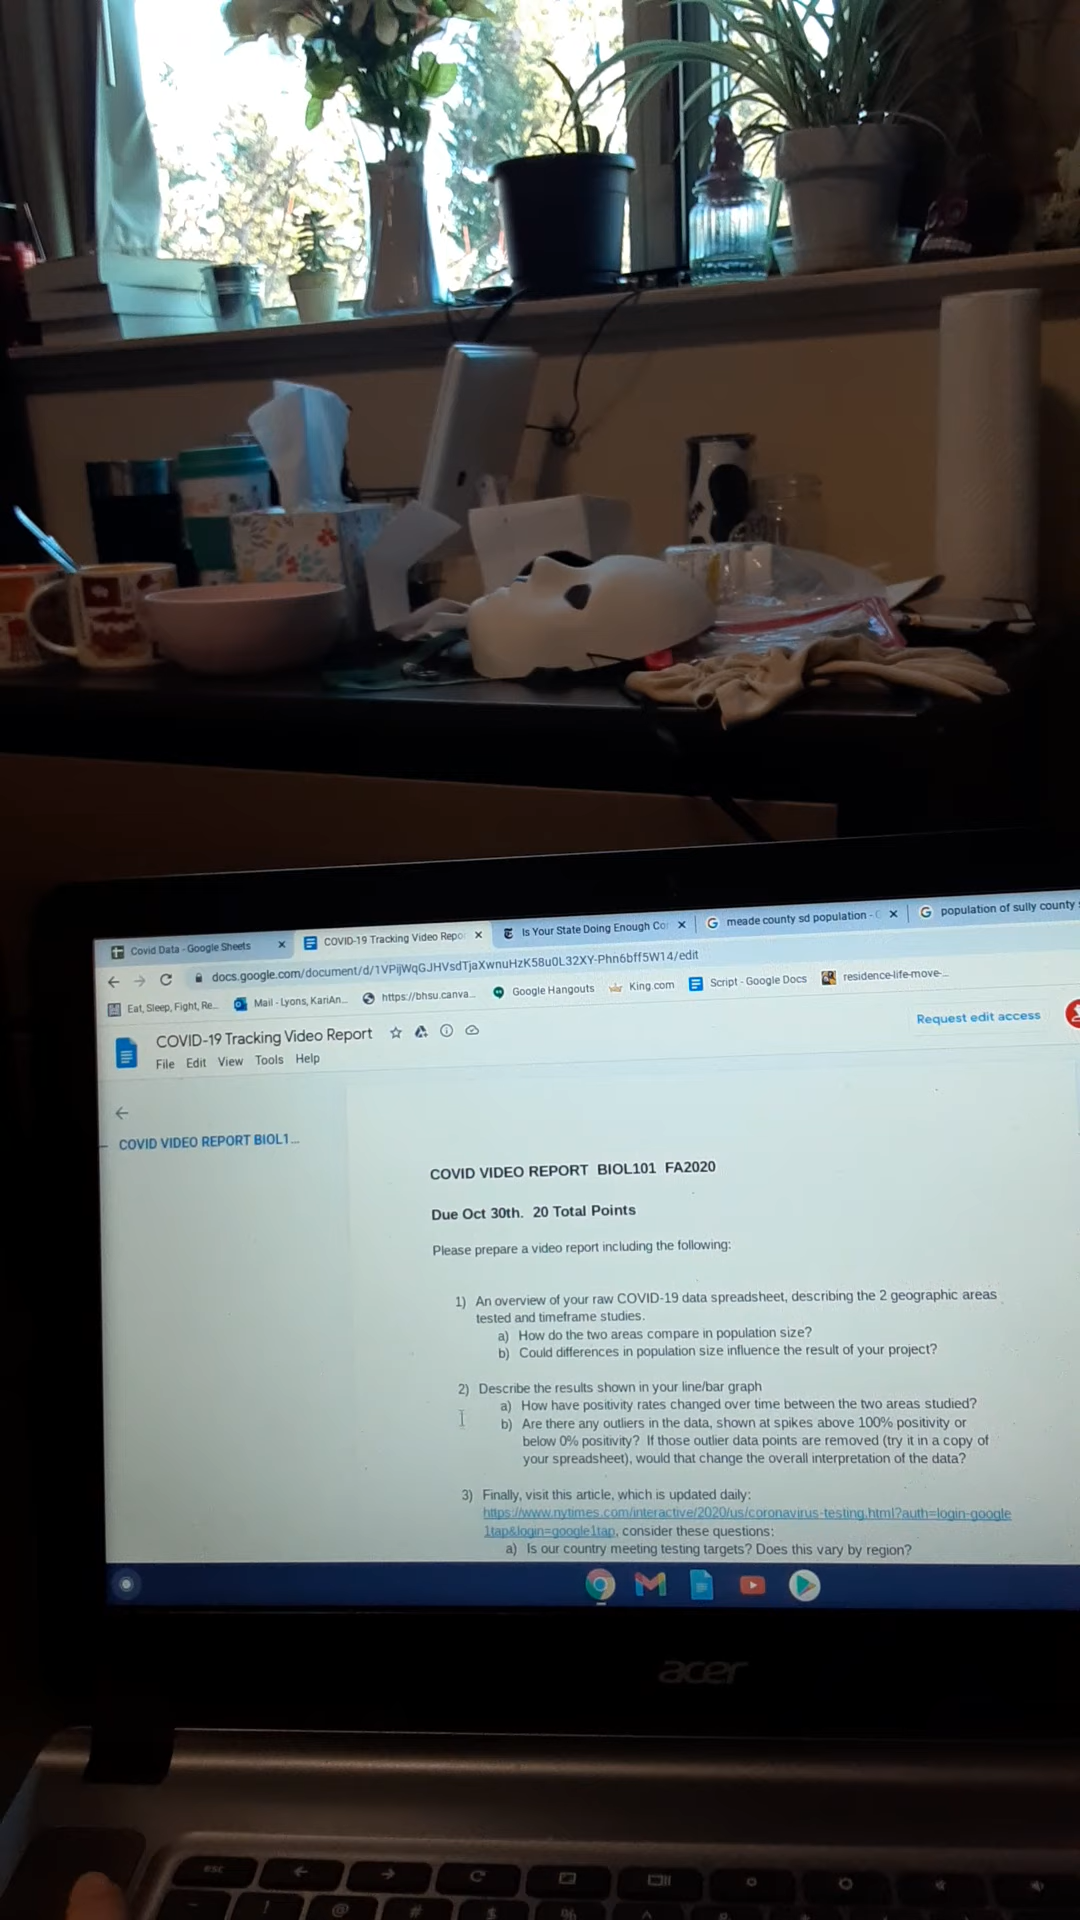 Covid Data - Google Sheets
COVID-19 Tracking Video Repo
Is Your State Doing Enough Co
meade county sd population -
population of sully county
docs.google.com/document/d/1VPijWqGJHVsdTjaXwnuHzK58u0L32XY-Phn6bff5W14/edit
Eat, Sleep, Fight, Re...
Mail - Lyons, KariAn...
https://bhsu.canva...
Google Hangouts
King.com
Script - Google Docs
residence-life-move-...
COVID-19 Tracking Video Report
Request edit access
File Edit View Tools Help
COVID VIDEO REPORT BIOL1...
COVID VIDEO REPORT BIOL101 FA2020
Due Oct 30th. 20 Total Points
Please prepare a video report including the following:
1) An overview of your raw COVID-19 data spreadsheet, describing the 2 geographic areas
tested and timeframe studies.
a) How do the two areas compare in population size?
b) Could differences in population size influence the result of your project?
2) Describe the results shown in your line/bar graph
a) How have positivity rates changed over time between the two areas studied?
b) Are there any outliers in the data, shown at spikes above 100% positivity or
below 0% positivity? If those outlier data points are removed (try it in a copy of
your spreadsheet), would that change the overall interpretation of the data?
3) Finally, visit this article, which is updated daily:
https://www.nytimes.com/interactive/2020/us/coronavirus-testing.html?auth=login-google
1tap&login=google1tap, consider these questions:
a) Is our country meeting testing targets? Does this vary by region?
acer
esc
! @ # $ % ^